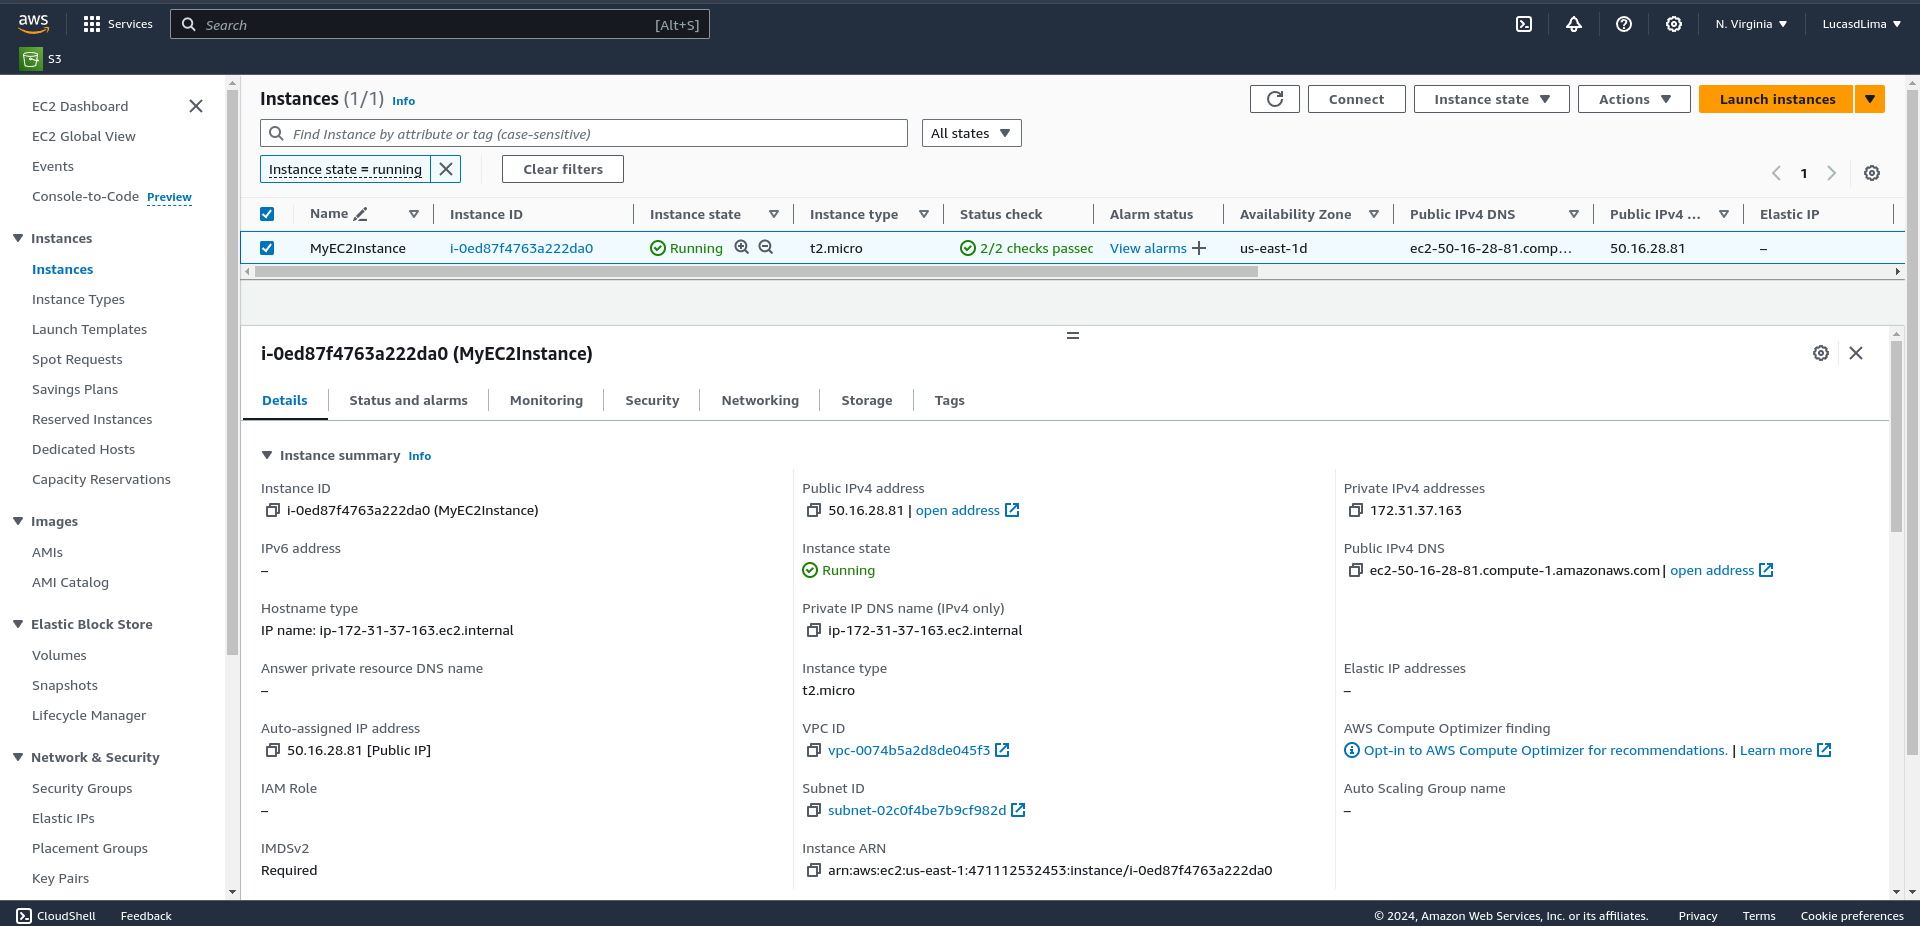 aws Services Search [Alt+S] N. Virginia LucasdLima
S3
EC2 Dashboard
EC2 Global View
Events
Console-to-Code Preview
Instances
Instances
Instance Types
Launch Templates
Spot Requests
Savings Plans
Reserved Instances
Dedicated Hosts
Capacity Reservations
Images
AMIs
AMI Catalog
Elastic Block Store
Volumes
Snapshots
Lifecycle Manager
Network & Security
Security Groups
Elastic IPs
Placement Groups
Key Pairs
Instances (1/1) Info Connect Instance state Actions Launch instances
Find Instance by attribute or tag (case-sensitive) All states
Instance state = running Clear filters
1
Name Instance ID Instance state Instance type Status check Alarm status Availability Zone Public IPv4 DNS Public IPv4 ... Elastic IP
MyEC2Instance i-0ed87f4763a222da0 Running t2.micro 2/2 checks passec View alarms us-east-1d ec2-50-16-28-81.comp... 50.16.28.81 –
i-0ed87f4763a222da0 (MyEC2Instance)
Details Status and alarms Monitoring Security Networking Storage Tags
Instance summary Info
Instance ID Public IPv4 address Private IPv4 addresses
i-0ed87f4763a222da0 (MyEC2Instance) 50.16.28.81 | open address 172.31.37.163
IPv6 address Instance state Public IPv4 DNS
– Running ec2-50-16-28-81.compute-1.amazonaws.com | open address
Hostname type Private IP DNS name (IPv4 only)
IP name: ip-172-31-37-163.ec2.internal ip-172-31-37-163.ec2.internal
Answer private resource DNS name Instance type Elastic IP addresses
– t2.micro –
Auto-assigned IP address VPC ID AWS Compute Optimizer finding
50.16.28.81 [Public IP] vpc-0074b5a2d8de045f3 Opt-in to AWS Compute Optimizer for recommendations. | Learn more
IAM Role Subnet ID Auto Scaling Group name
– subnet-02c0f4be7b9cf982d –
IMDSv2 Instance ARN
Required arn:aws:ec2:us-east-1:471112532453:instance/i-0ed87f4763a222da0
CloudShell Feedback © 2024, Amazon Web Services, Inc. or its affiliates. Privacy Terms Cookie preferences